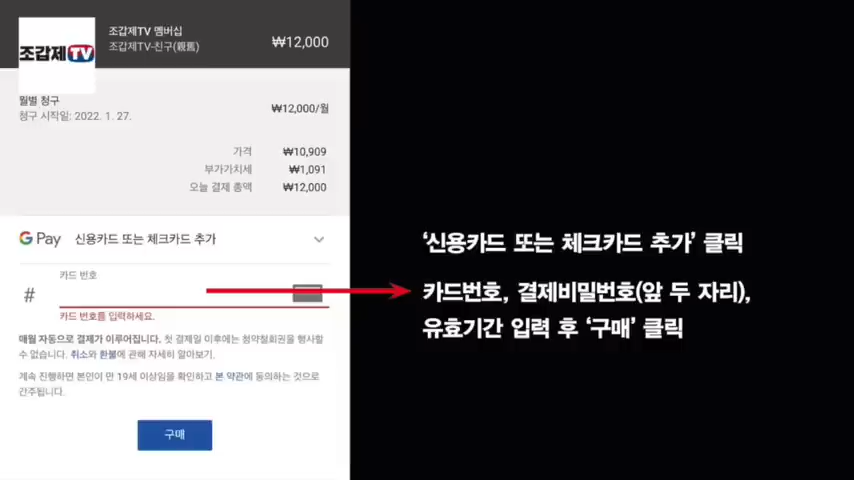 조갑제TV
조갑제TV 멤버십
조갑제TV-친구(親舊)
₩12,000
월별 청구
₩12,000/월
청구 시작일: 2022. 1. 27.
가격 ₩10,909
부가가치세 ₩1,091
오늘 결제 총액 ₩12,000
G Pay 신용카드 또는 체크카드 추가
카드 번호
#
카드 번호를 입력하세요.
매월 자동으로 결제가 이루어집니다. 첫 결제일 이후에는 청약철회권을 행사할
수 없습니다. 취소와 환불에 관해 자세히 알아보기.
계속 진행하면 본인이 만 19세 이상임을 확인하고 본 약관에 동의하는 것으로
간주됩니다.
구매
‘신용카드 또는 체크카드 추가’ 클릭
카드번호, 결제비밀번호(앞 두 자리),
유효기간 입력 후 ‘구매’ 클릭